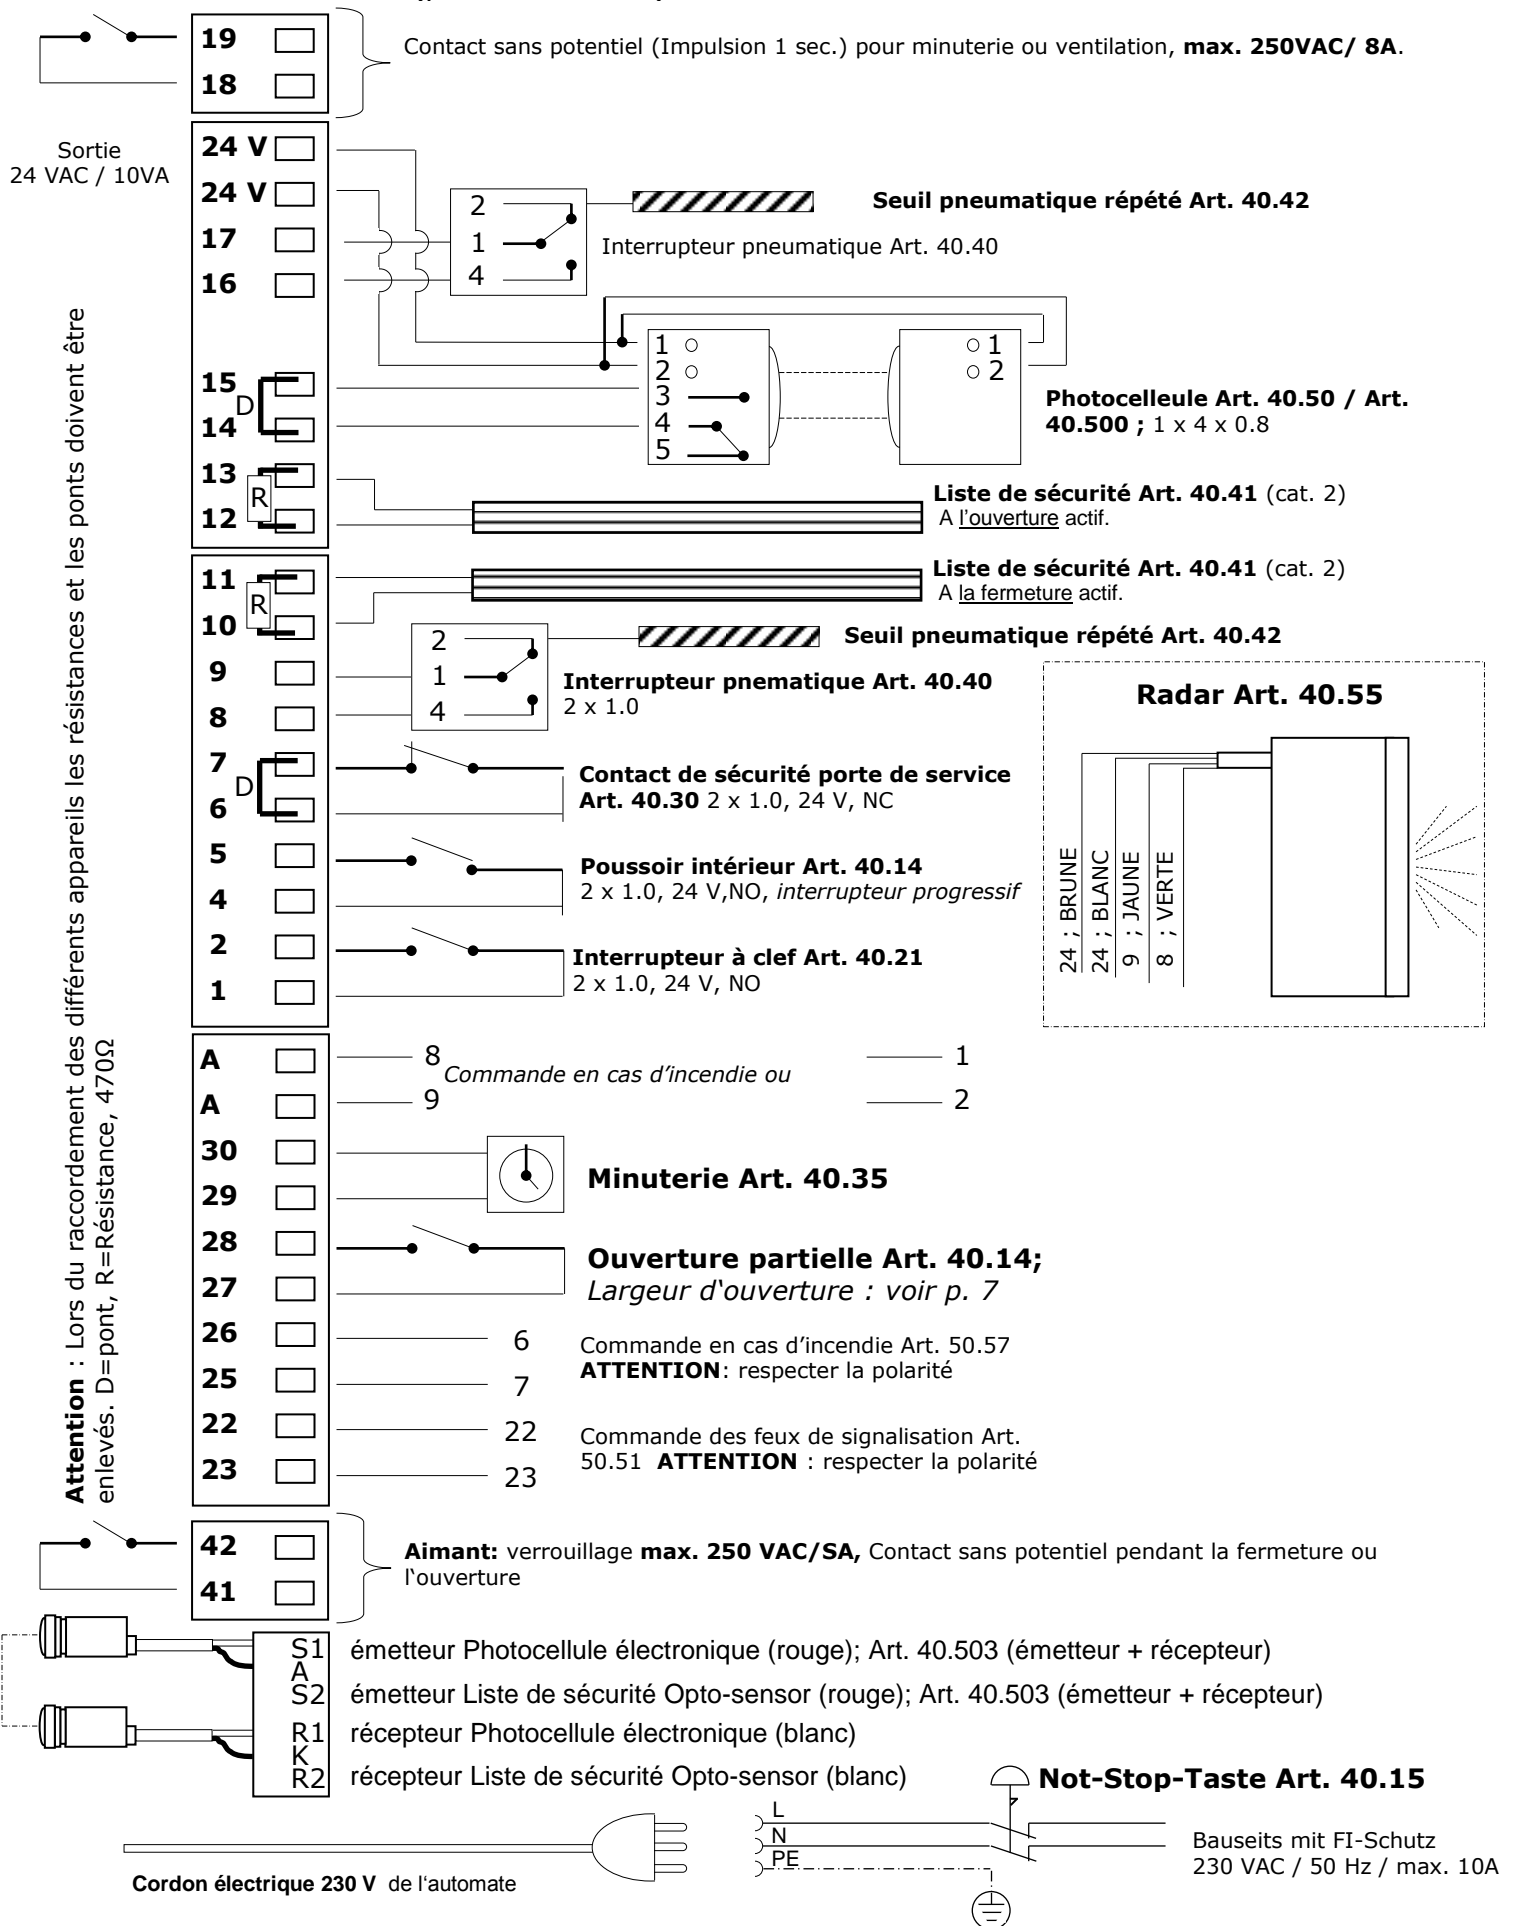 19
18
Contact sans potentiel (Impulsion 1 sec.) pour minuterie ou ventilation, max. 250VAC/ 8A.
Sortie
24 VAC / 10VA
24 V
24 V
17
16
15
D
14
13
R
12
2
1
4
Seuil pneumatique répété Art. 40.42
Interrupteur pneumatique Art. 40.40
1
2
3
4
5
1
2
Photocelleule Art. 40.50 / Art.
40.500 ; 1 x 4 x 0.8
Liste de sécurité Art. 40.41 (cat. 2)
A l'ouverture actif.
11
R
10
9
8
7
D
6
5
4
2
1
Liste de sécurité Art. 40.41 (cat. 2)
A la fermeture actif.
2
1
4
Seuil pneumatique répété Art. 40.42
Interrupteur pnematique Art. 40.40
2 x 1.0
Contact de sécurité porte de service
Art. 40.30 2 x 1.0, 24 V, NC
Poussoir intérieur Art. 40.14
2 x 1.0, 24 V,NO, interrupteur progressif
Interrupteur à clef Art. 40.21
2 x 1.0, 24 V, NO
Radar Art. 40.55
24 ; BRUNE
24 ; BLANC
9 ; JAUNE
8 ; VERTE
Attention : Lors du raccordement des différents appareils les résistances et les ponts doivent être
enlevés. D=pont, R=Résistance, 470Ω
A
A
30
29
28
27
26
25
22
23
8
9
Commande en cas d'incendie ou
1
2
Minuterie Art. 40.35
Ouverture partielle Art. 40.14;
Largeur d‘ouverture : voir p. 7
6
7
Commande en cas d'incendie Art. 50.57
ATTENTION: respecter la polarité
22
23
Commande des feux de signalisation Art.
50.51 ATTENTION : respecter la polarité
42
41
Aimant: verrouillage max. 250 VAC/SA, Contact sans potentiel pendant la fermeture ou
l‘ouverture
S1
A
S2
R1
K
R2
émetteur Photocellule électronique (rouge); Art. 40.503 (émetteur + récepteur)
émetteur Liste de sécurité Opto-sensor (rouge); Art. 40.503 (émetteur + récepteur)
récepteur Photocellule électronique (blanc)
récepteur Liste de sécurité Opto-sensor (blanc)
Not-Stop-Taste Art. 40.15
L
N
PE
Bauseits mit FI-Schutz
230 VAC / 50 Hz / max. 10A
Cordon électrique 230 V de l‘automate